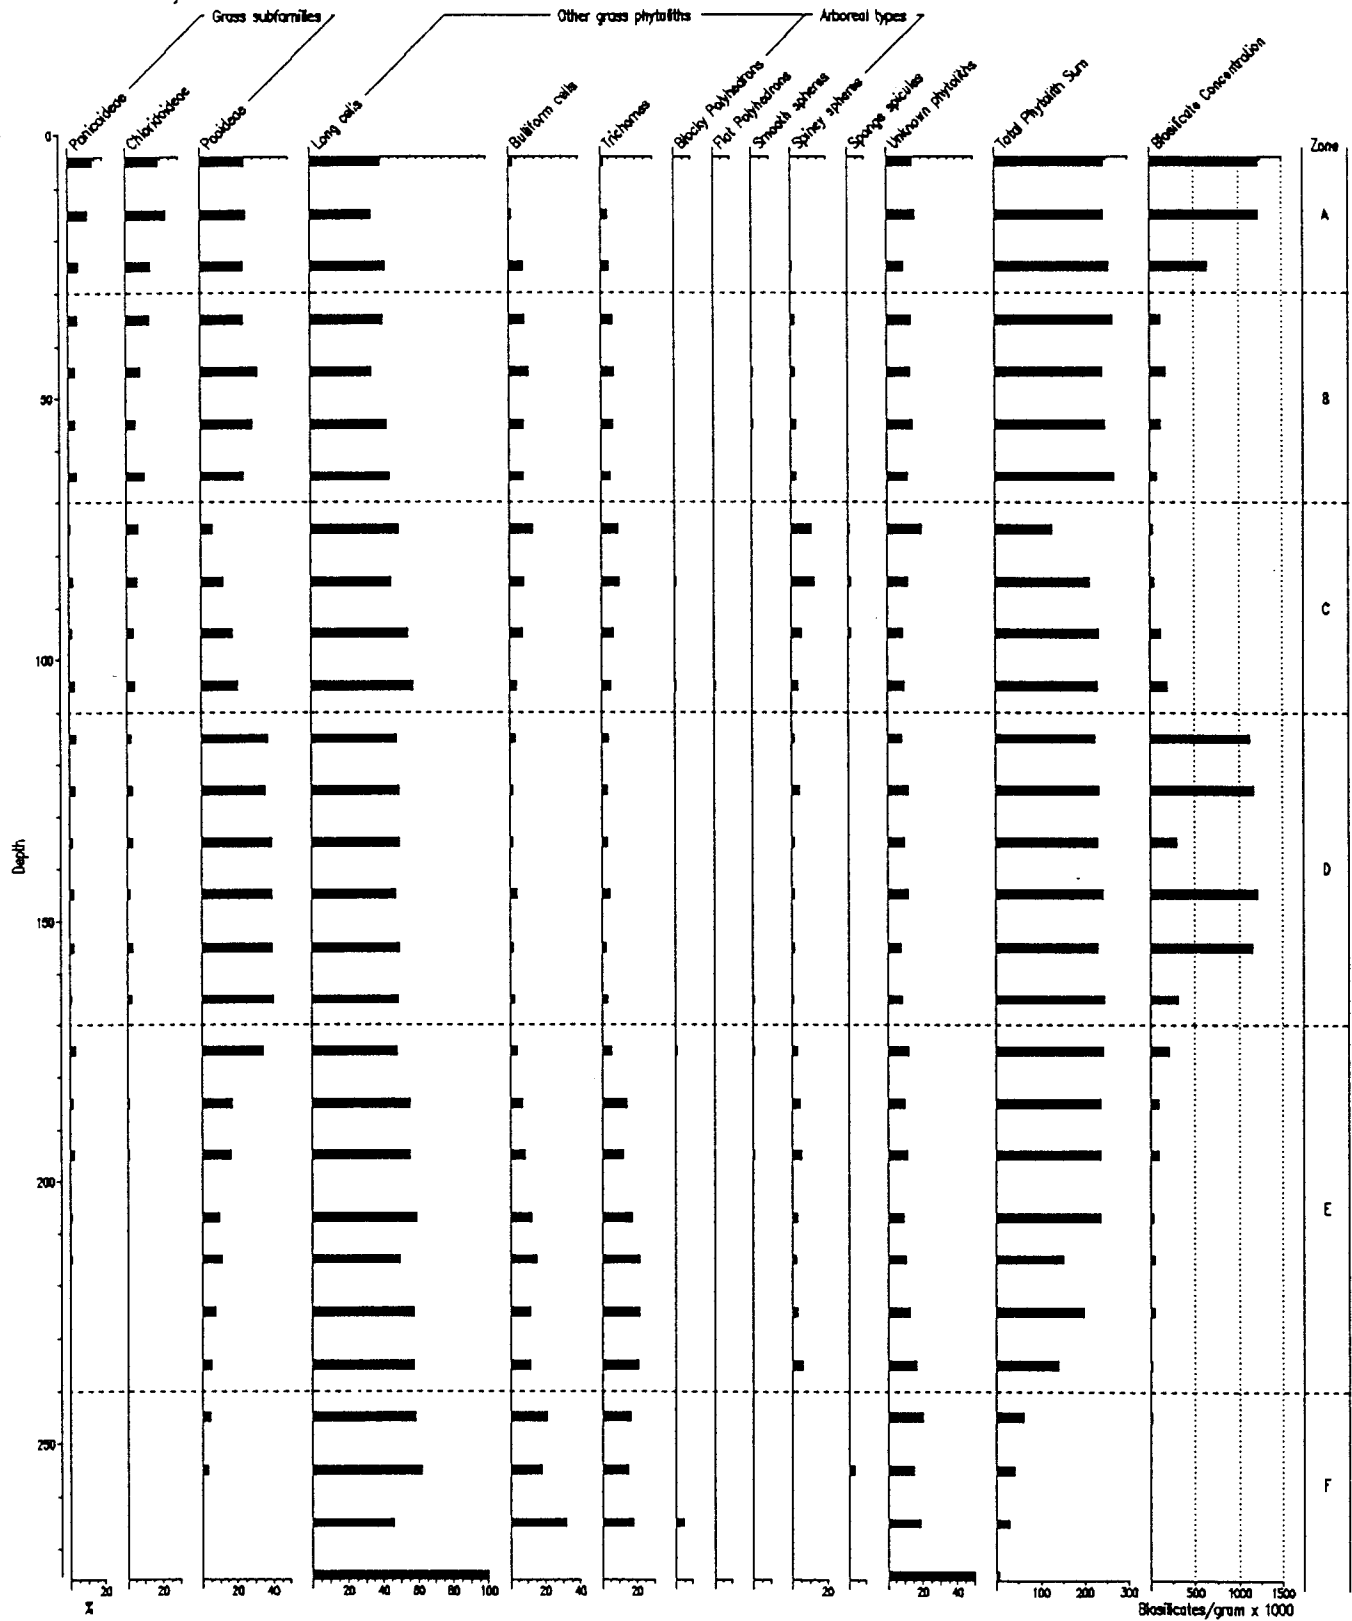 Grass subfamilies
Other grass phytoliths
Arboreal types
Panicoideae
Chloridoideae
Pooideae
Long cells
Bulliform cells
Trichomes
Blocky Polyhedrons
Flat Polyhedrons
Smooth spheres
Spiney spheres
Sponge spicules
Unknown phytoliths
Total Phytolith Sum
Biosilicate Concentration
Zone
0
A
50
B
C
100
D
Depth
150
200
E
250
F
20
20
20 40
20 40 60 80 100
20 40
20
20
20 40
100 200 300
500 1000 1500
%
Biosilicates/gram x 1000